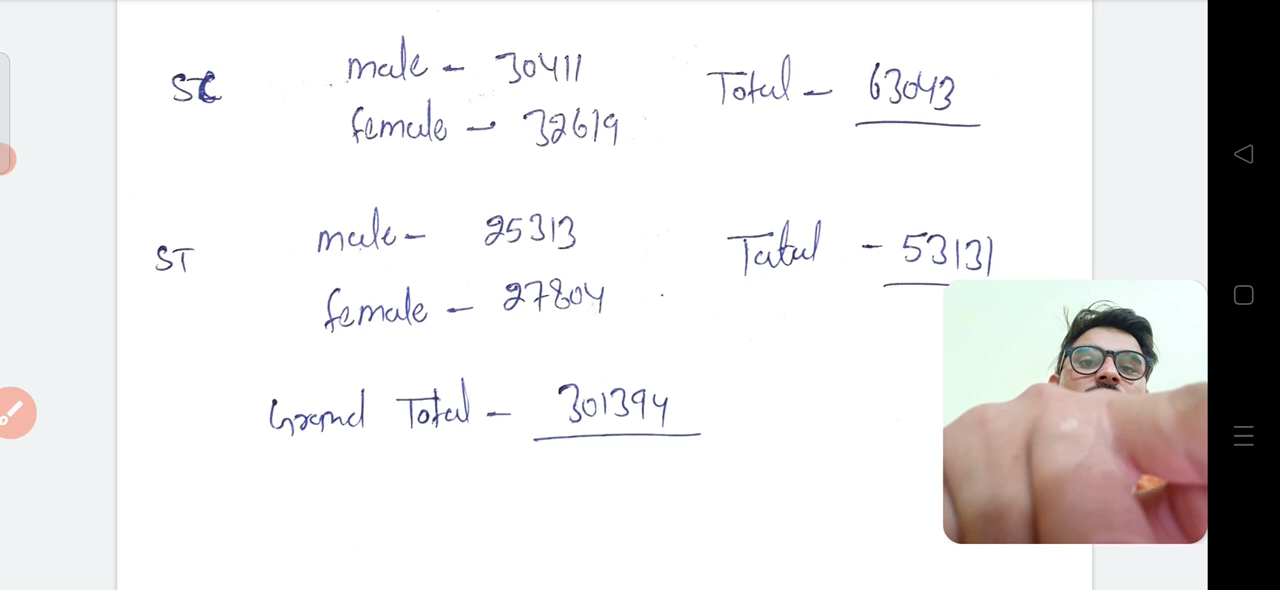 SC male - 30411 Total - 63043
female - 32619
ST male - 25313 Total - 53131
female - 27804
Grand Total - 301394